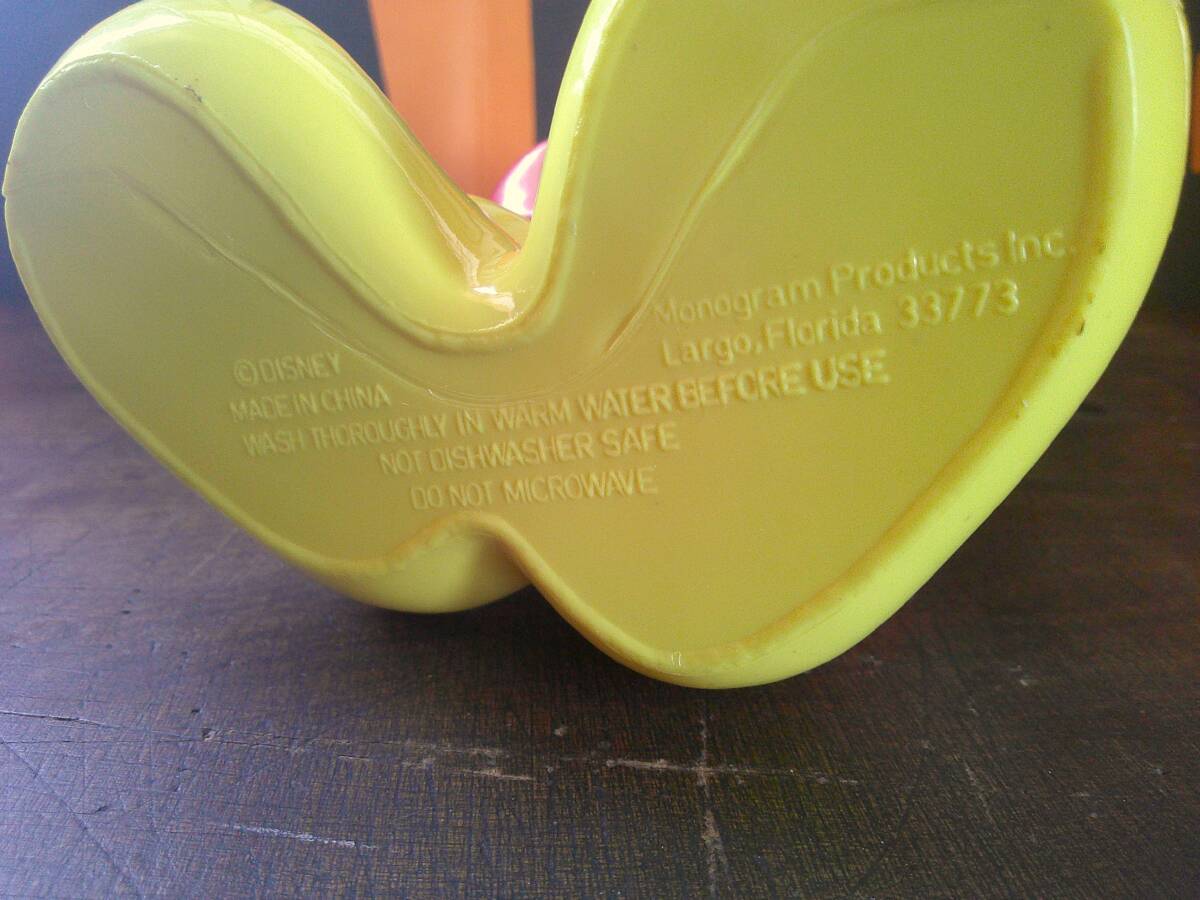 ©DISNEY
MADE IN CHINA
Monogram Products Inc.
Largo, Florida 33773
WASH THOROUGHLY IN WARM WATER BEFORE USE
NOT DISHWASHER SAFE
DO NOT MICROWAVE